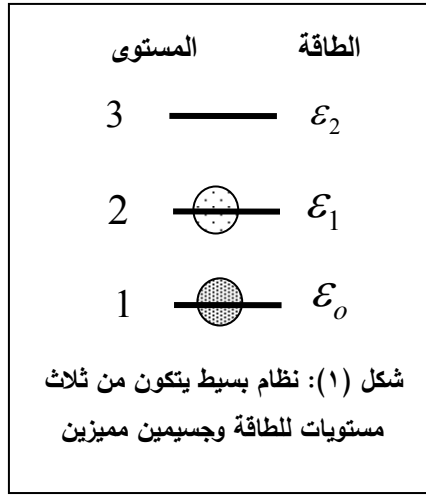 الطاقة المستوى
3 ε₂
2 ε₁
1 εₒ
شكل (١): نظام بسيط يتكون من ثلاث
مستويات للطاقة وجسيمين مميزين